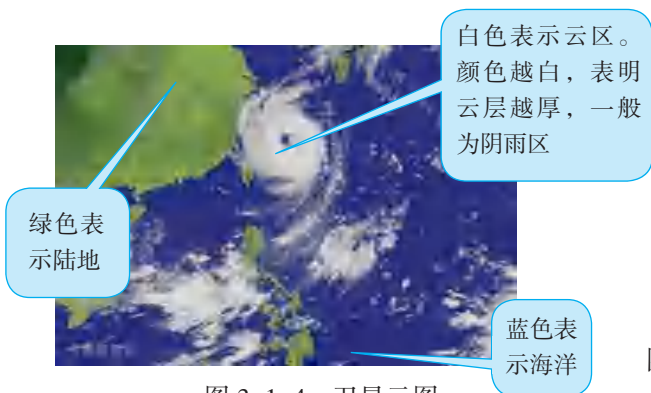 白色表示云区。
颜色越白，表明
云层越厚，一般
为阴雨区
绿色表
示陆地
蓝色表
示海洋